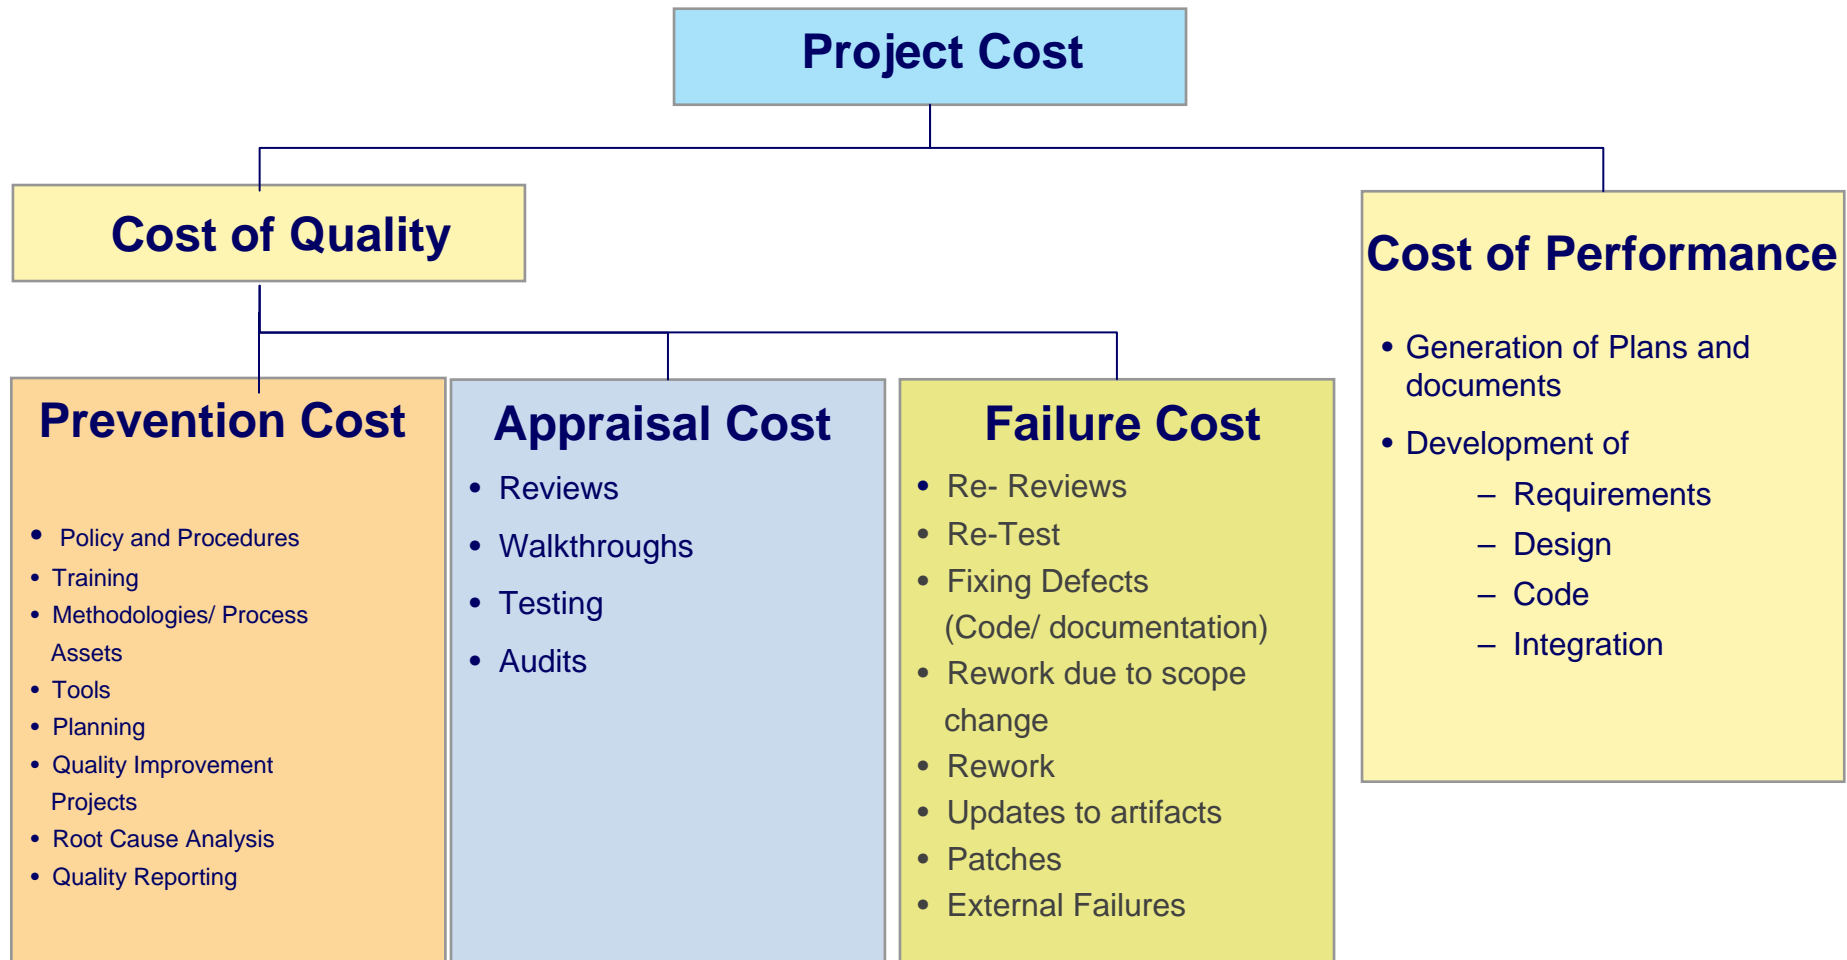 Project Cost
Cost of Quality
Cost of Performance
• Generation of Plans and
documents
• Development of
– Requirements
– Design
– Code
– Integration
Prevention Cost
• Policy and Procedures
• Training
• Methodologies/ Process
Assets
• Tools
• Planning
• Quality Improvement
Projects
• Root Cause Analysis
• Quality Reporting
Appraisal Cost
• Reviews
• Walkthroughs
• Testing
• Audits
Failure Cost
• Re- Reviews
• Re-Test
• Fixing Defects
(Code/ documentation)
• Rework due to scope
change
• Rework
• Updates to artifacts
• Patches
• External Failures